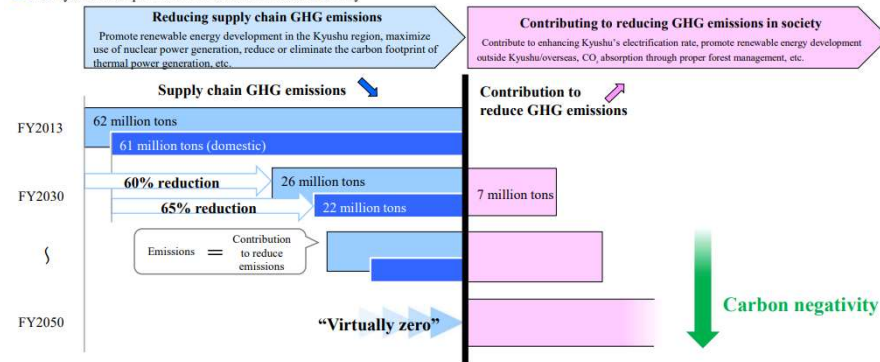 Reducing supply chain GHG emissions
Promote renewable energy development in the Kyushu region, maximize
use of nuclear power generation, reduce or eliminate the carbon footprint of
thermal power generation, etc.
Contributing to reducing GHG emissions in society
Contribute to enhancing Kyushu's electrification rate, promote renewable energy development
outside Kyushu/overseas, CO₂ absorption through proper forest management, etc.
Supply chain GHG emissions
Contribution to
reduce GHG emissions
FY2013
62 million tons
61 million tons (domestic)
FY2030
60% reduction
26 million tons
7 million tons
65% reduction
22 million tons
Emissions = Contribution
to reduce
emissions
Carbon negativity
FY2050
“Virtually zero”